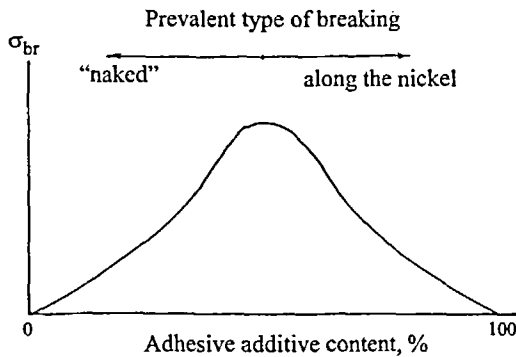 Prevalent type of breaking
σbr
“naked”
along the nickel
0
100
Adhesive additive content, %